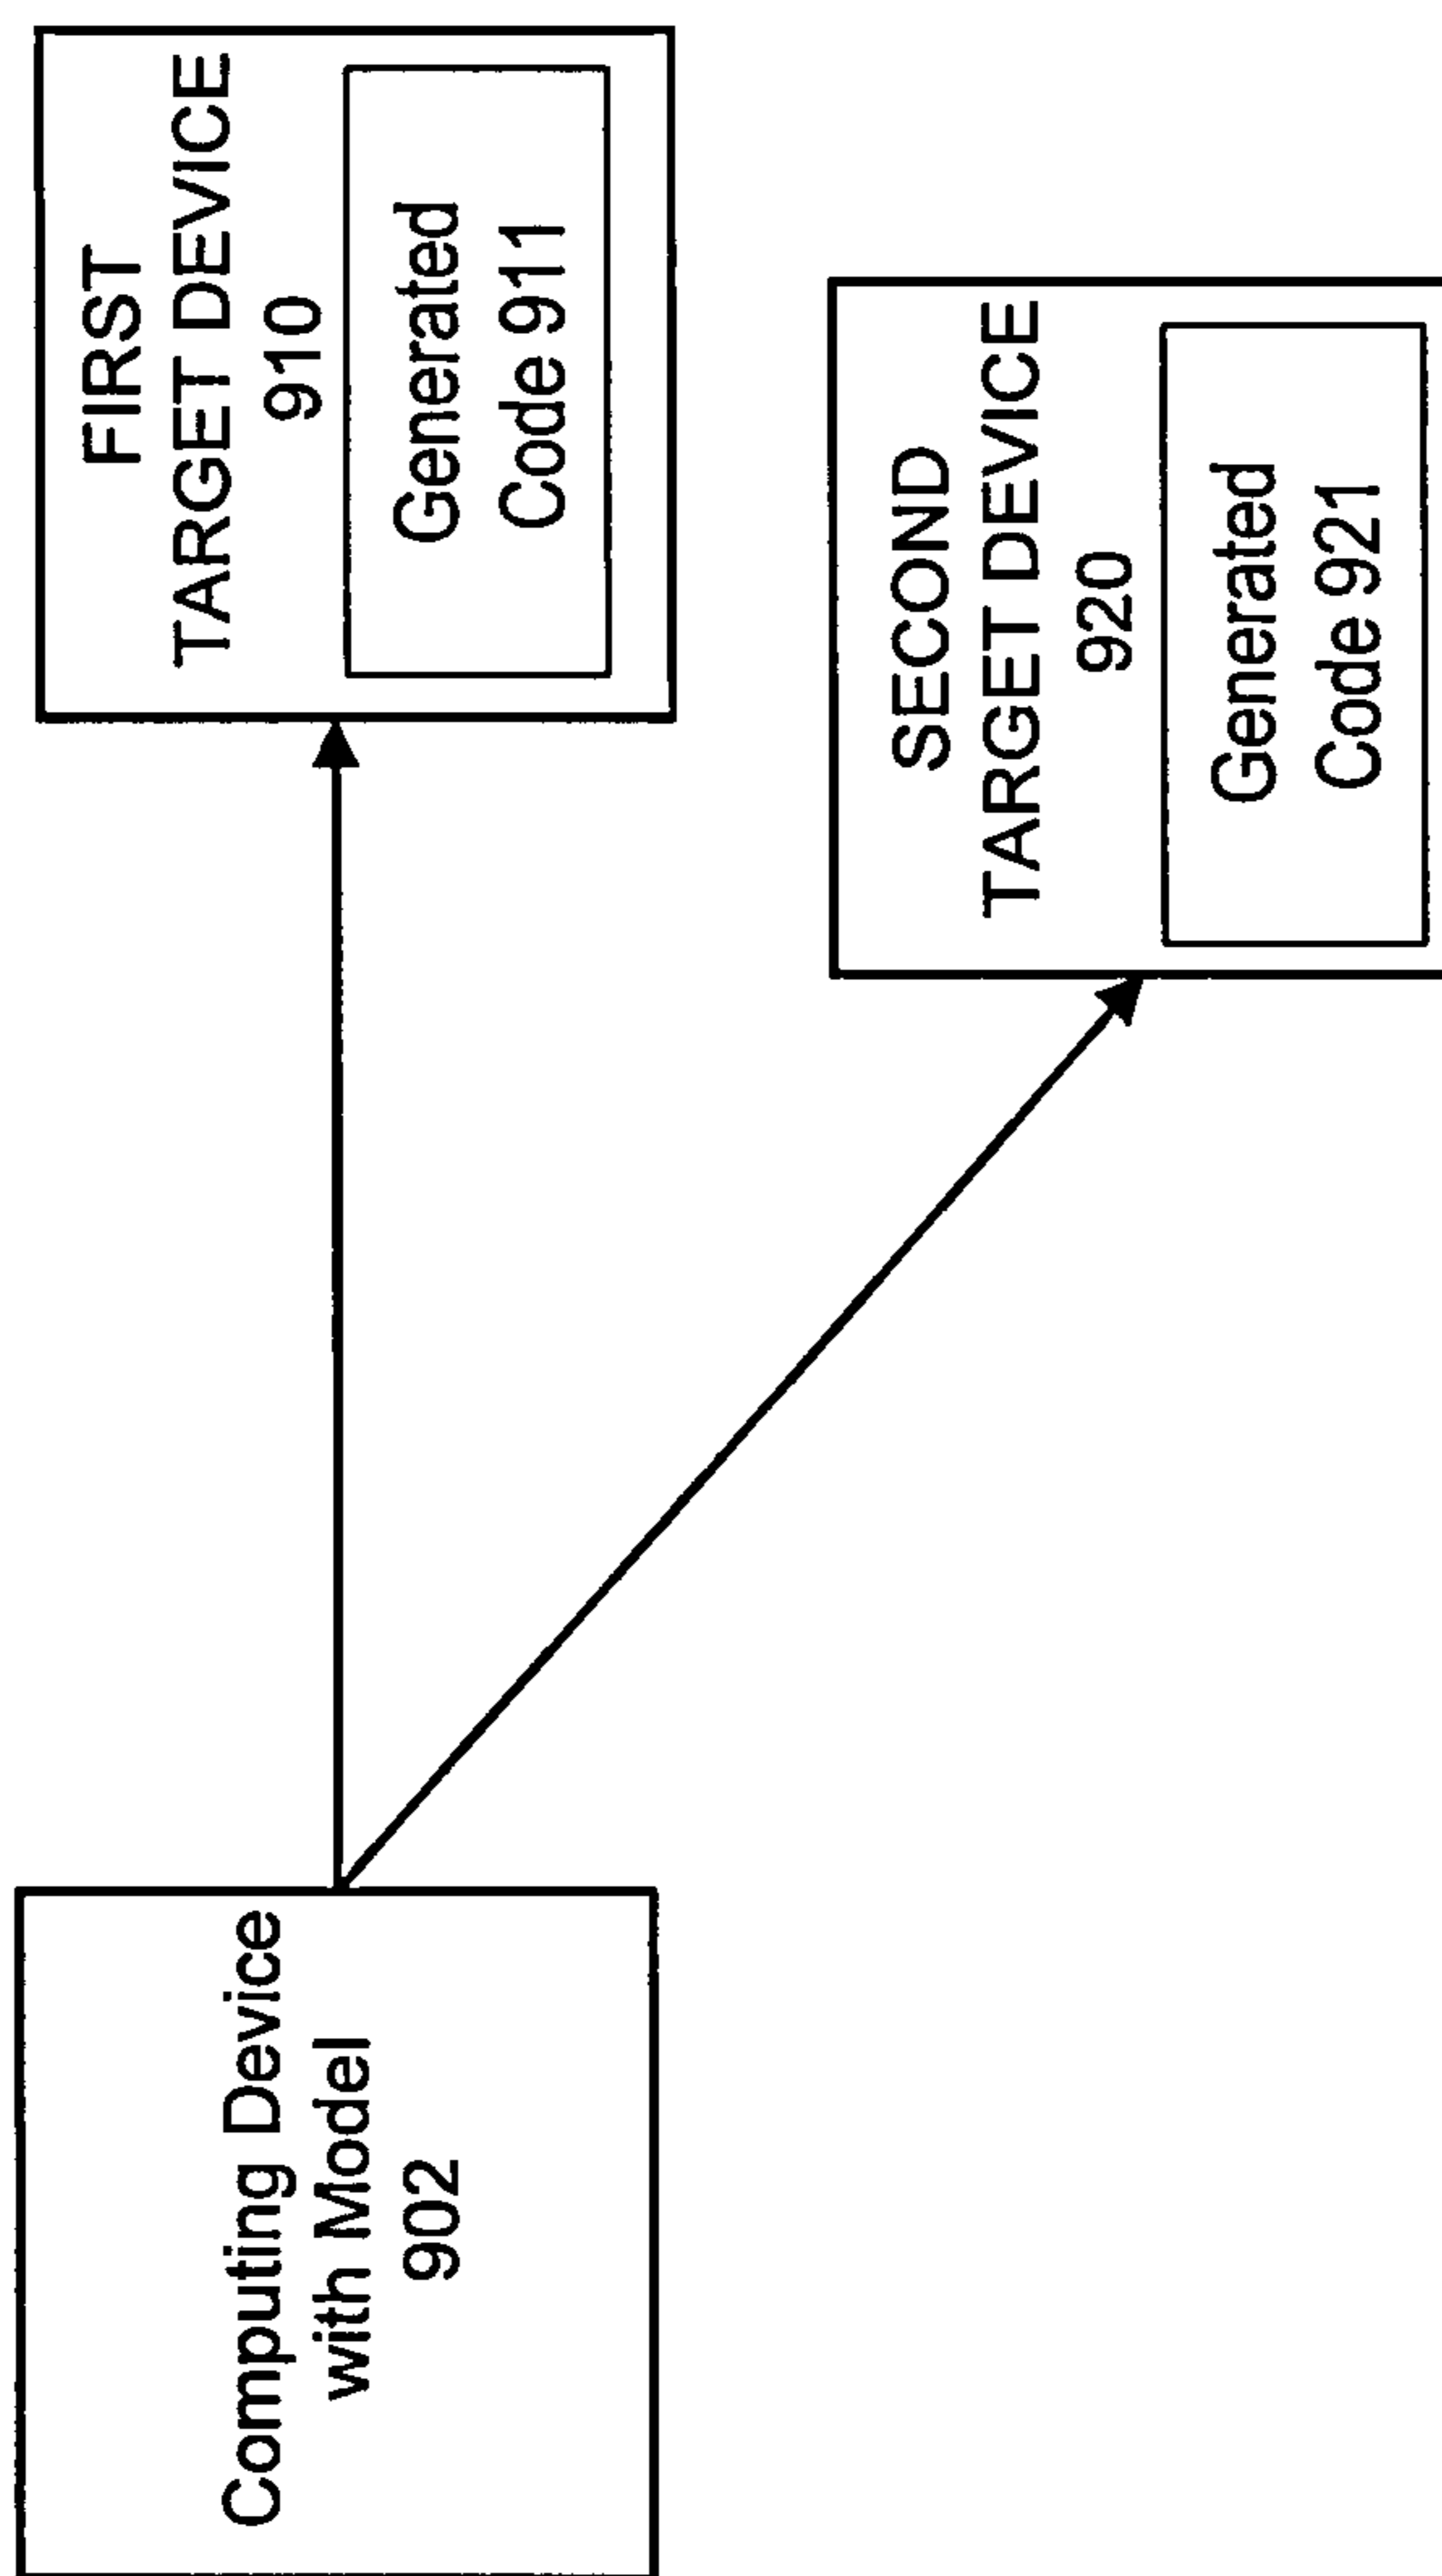 Computing Device
with Model
902
FIRST
TARGET DEVICE
910
Generated
Code 911
SECOND
TARGET DEVICE
920
Generated
Code 921